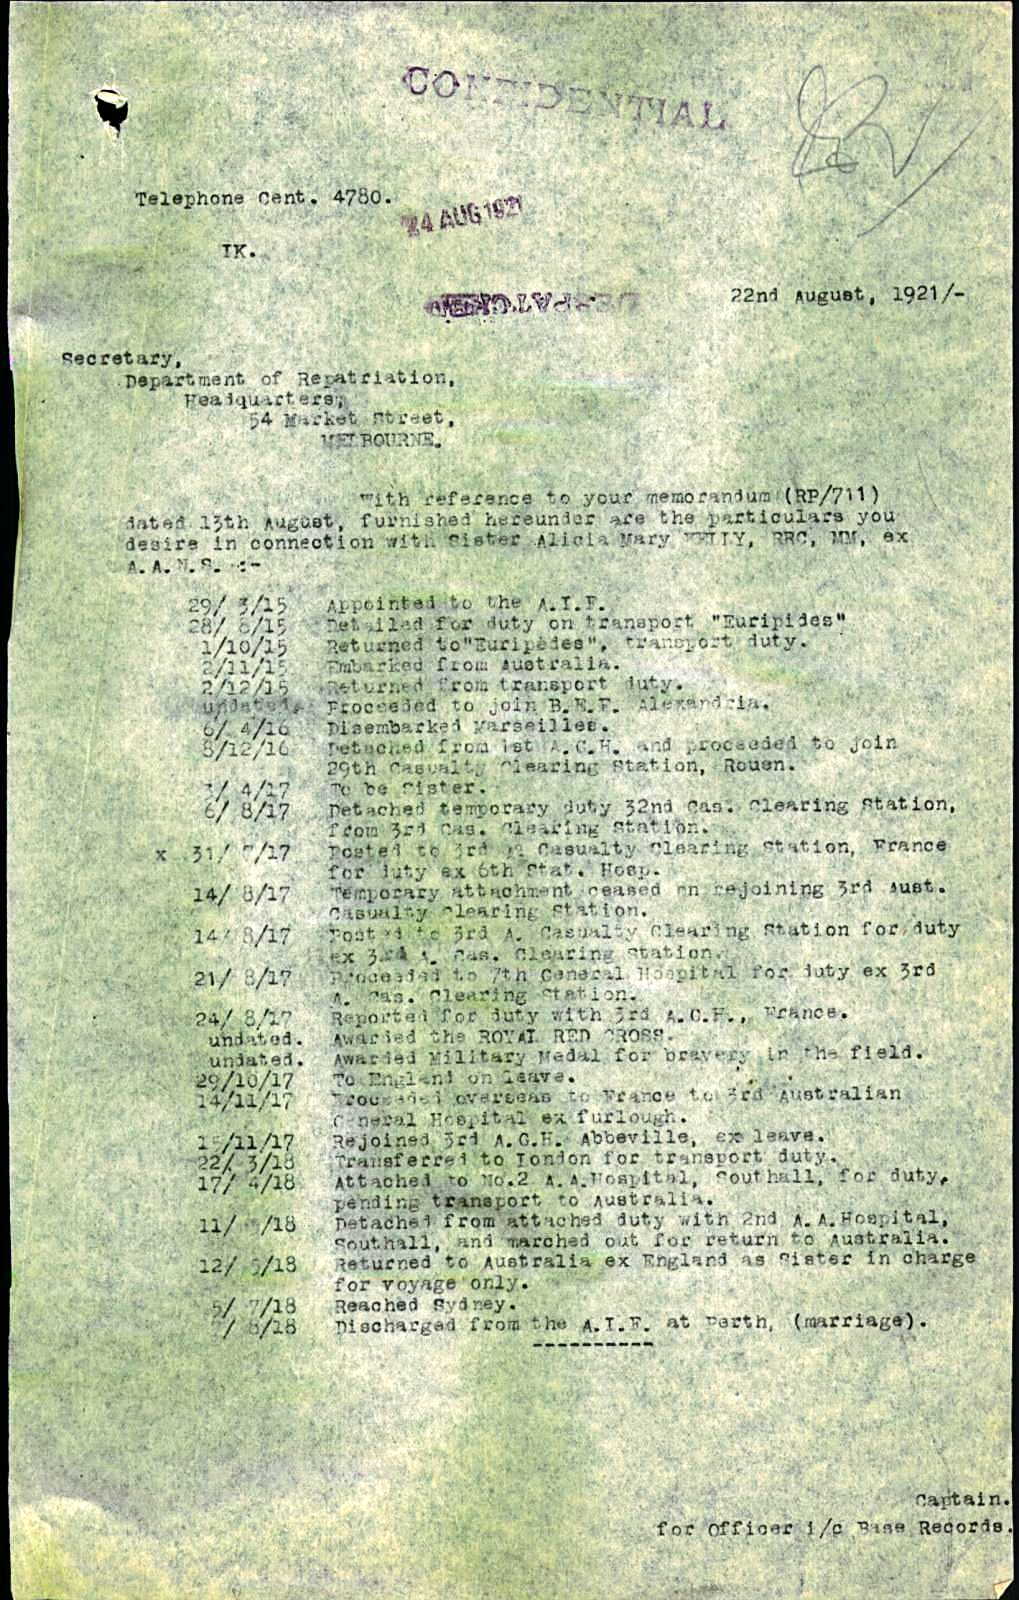 CONFIDENTIAL
Telephone Cent. 4780.
24 AUG 1921
IK.
22nd August, 1921/-
Secretary,
Department of Repatriation,
Headquarters,
54 Market Street,
MELBOURNE.
With reference to your memorandum (RP/711)
dated 13th August, furnished hereunder are the particulars you
desire in connection with Sister Alicia Mary KELLY, RRC, MM, ex
A.A.N.S. :-
29/ 3/15 Appointed to the A.I.F.
28/ 8/15 Detailed for duty on transport "Euripides"
1/10/15 Returned to"Euripedes", transport duty.
2/11/15 Embarked from Australia.
2/12/15 Returned from transport duty.
undated. Proceeded to join B.E.F. Alexandria.
6/ 4/16 Disembarked Marseilles.
8/12/16 Detached from 1st A.G.H. and proceeded to join
29th Casualty Clearing Station, Rouen.
/ 4/17 To be Sister.
6/ 8/17 Detached temporary duty 32nd Cas. Clearing Station,
from 3rd Cas. Clearing Station.
x 31/ 7/17 Posted to 3rd Casualty Clearing Station, France
for duty ex 6th Stat. Hosp.
14/ 8/17 Temporary attachment ceased on rejoining 3rd Aust.
Casualty Clearing Station.
14/ 8/17 Posted to 3rd A. Casualty Clearing Station for duty
ex 3rd A. Cas. Clearing Station.
21/ 8/17 Proceeded to 7th General Hospital for duty ex 3rd
A. Cas. Clearing Station.
24/ 8/17 Reported for duty with 3rd A.G.H., France.
undated. Awarded the ROYAL RED CROSS.
undated. Awarded Military Medal for bravery in the field.
29/10/17 To England on leave.
14/11/17 Proceeded overseas to France to 3rd Australian
General Hospital ex furlough.
/11/17 Rejoined 3rd A.G.H. Abbeville, ex leave.
22/ 3/18 Transferred to London for transport duty.
17/ 4/18 Attached to No.2 A.A.Hospital, Southall, for duty,
pending transport to Australia.
11/ /18 Detached from attached duty with 2nd A.A.Hospital,
Southall, and marched out for return to Australia.
12/ 5/18 Returned to Australia ex England as Sister in charge
for voyage only.
5/ 7/18 Reached Sydney.
/ 8/18 Discharged from the A.I.F. at Perth, (marriage).
----------
Captain.
for Officer i/c Base Records.